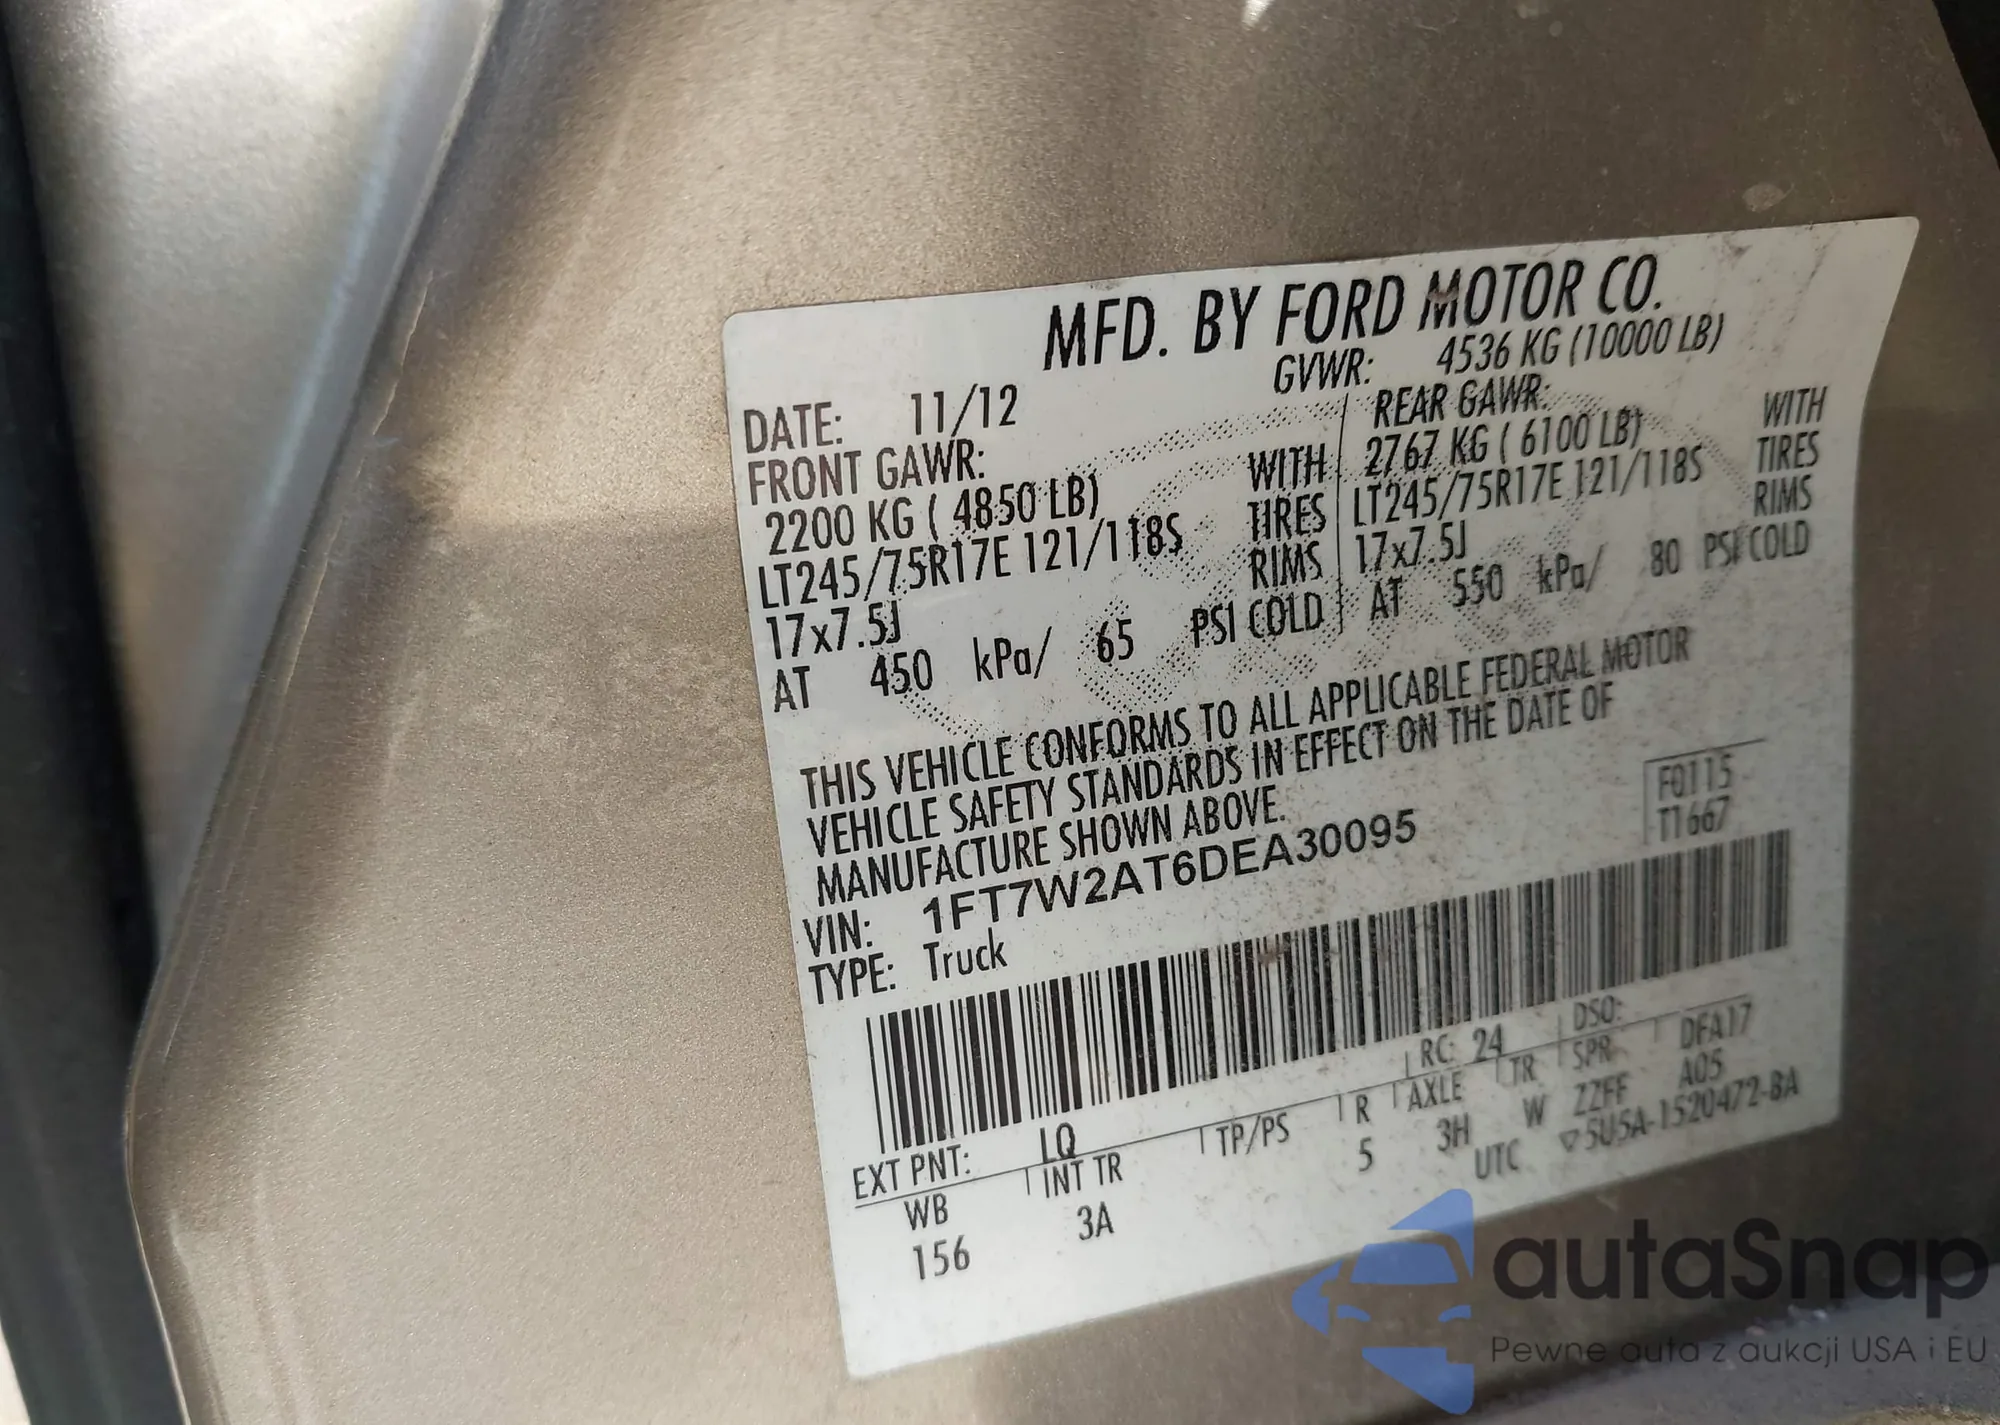 MFD. BY FORD MOTOR CO.
DATE: 11/12
GVWR: 4536 KG (10000 LB)
FRONT GAWR:
2200 KG ( 4850 LB)
WITH
LT245/75R17E 121/118S
TIRES
17x7.5J
RIMS
AT 450 kPa/ 65 PSI COLD
REAR GAWR:
2767 KG ( 6100 LB)
WITH
LT245/75R17E 121/118S
TIRES
17x7.5J
RIMS
AT 550 kPa/ 80 PSI COLD
THIS VEHICLE CONFORMS TO ALL APPLICABLE FEDERAL MOTOR
VEHICLE SAFETY STANDARDS IN EFFECT ON THE DATE OF
MANUFACTURE SHOWN ABOVE.
VIN: 1FT7W2AT6DEA30095
TYPE: Truck
F0115
T1667
EXT PNT: LQ
RC: 24
DSO:
WB
INT TR
TP/PS
R
AXLE
TR
SPR
DFA17
156
3A
5
3H
W
ZZFF
A05
UTC
▽5U5A-1520472-BA
autaSnap
Pewne auta z aukcji USA i EU